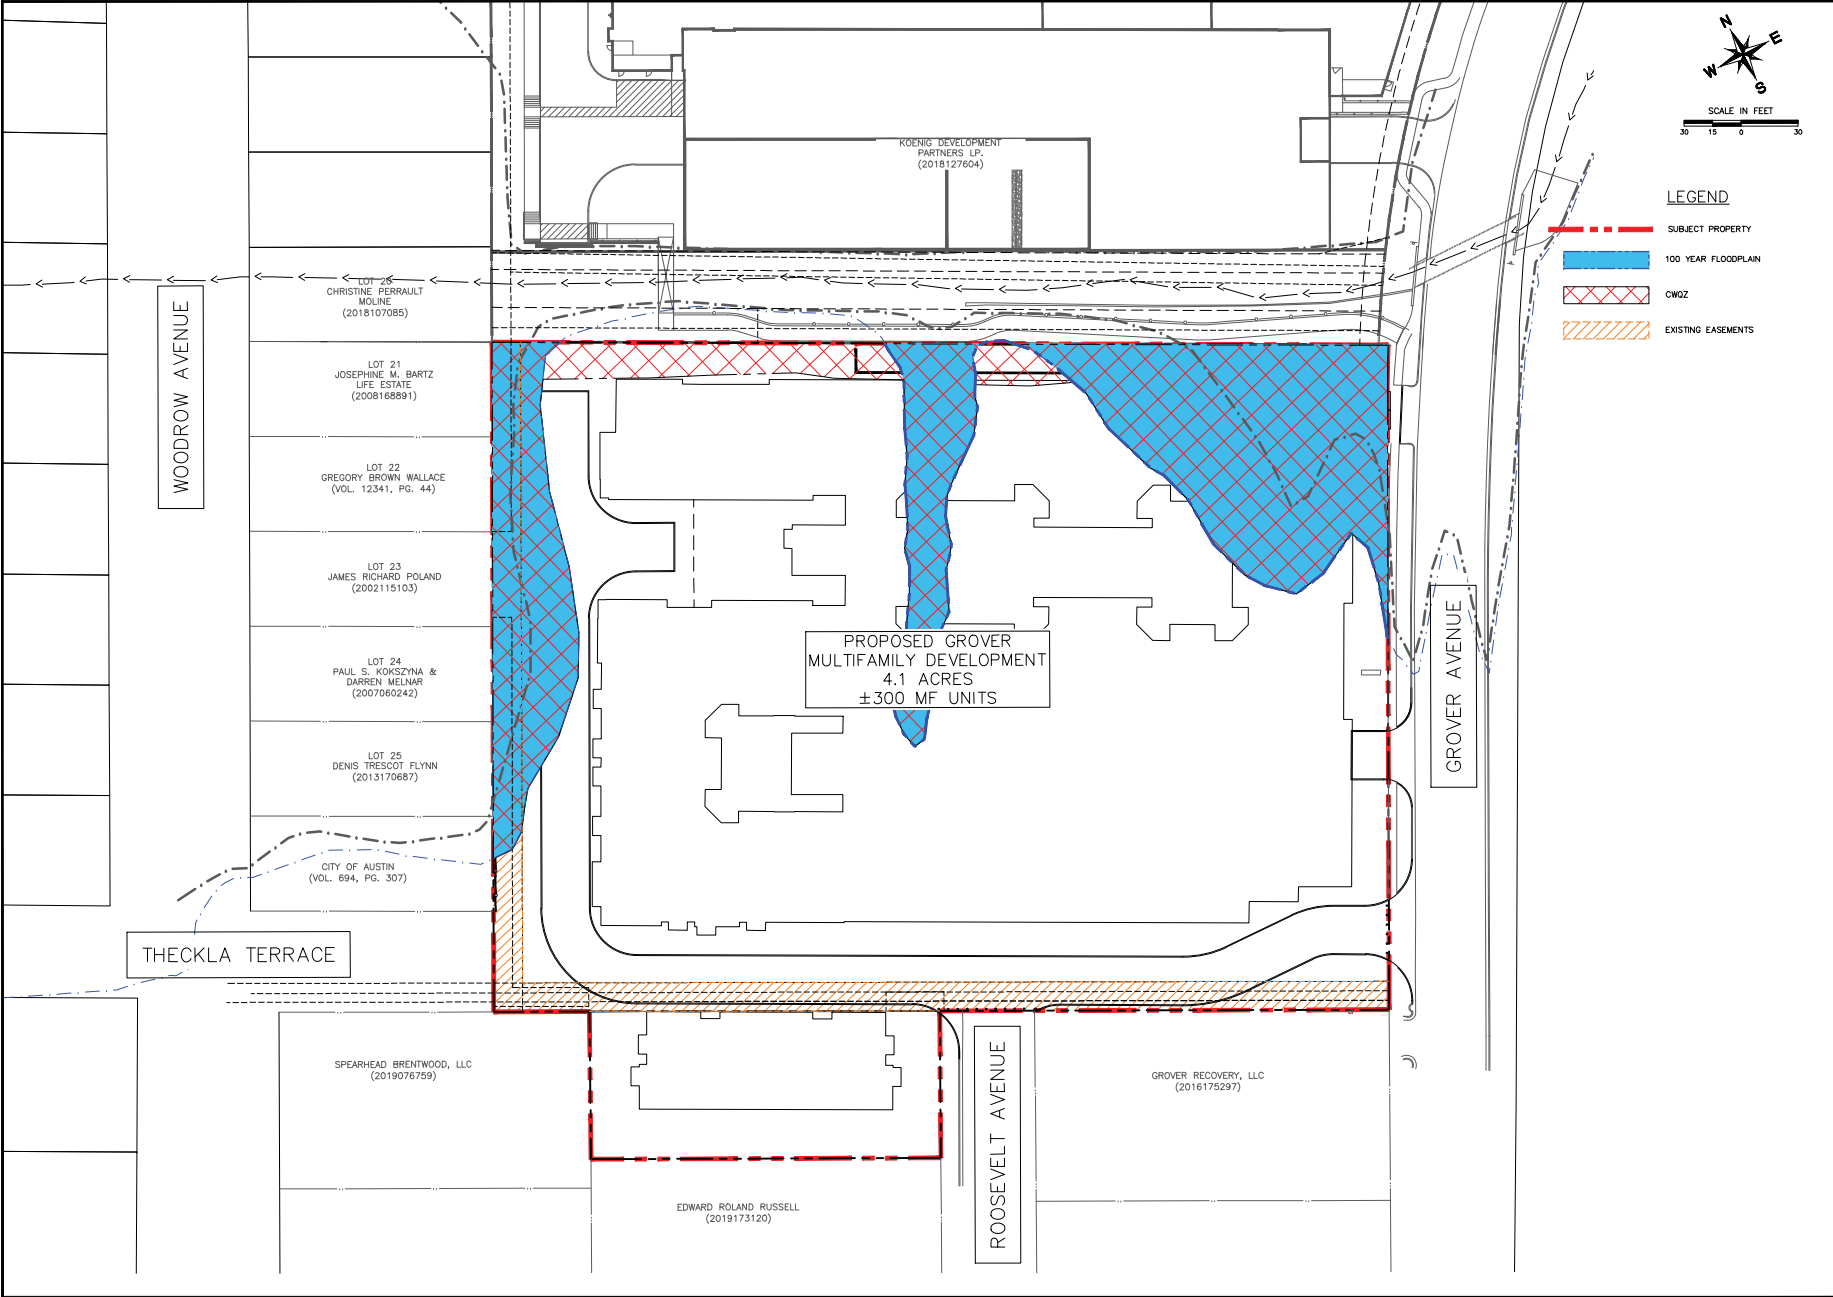 N
E
W
S
SCALE IN FEET
30 15 0 30
KOENIG DEVELOPMENT
PARTNERS LP.
(2018127604)
LEGEND
SUBJECT PROPERTY
100 YEAR FLOODPLAIN
CWQZ
EXISTING EASEMENTS
WOODROW AVENUE
LOT 20
CHRISTINE PERRAULT
MOLINE
(2018107085)
LOT 21
JOSEPHINE M. BARTZ
LIFE ESTATE
(2008168891)
LOT 22
GREGORY BROWN WALLACE
(VOL. 12341, PG. 44)
LOT 23
JAMES RICHARD POLAND
(2002115103)
LOT 24
PAUL S. KOKSZYNA &
DARREN MELNAR
(2007060242)
LOT 25
DENIS TRESCOT FLYNN
(2013170687)
CITY OF AUSTIN
(VOL. 694, PG. 307)
PROPOSED GROVER
MULTIFAMILY DEVELOPMENT
4.1 ACRES
±300 MF UNITS
GROVER AVENUE
THECKLA TERRACE
SPEARHEAD BRENTWOOD, LLC
(2019076759)
ROOSEVELT AVENUE
GROVER RECOVERY, LLC
(2016175297)
EDWARD ROLAND RUSSELL
(2019173120)